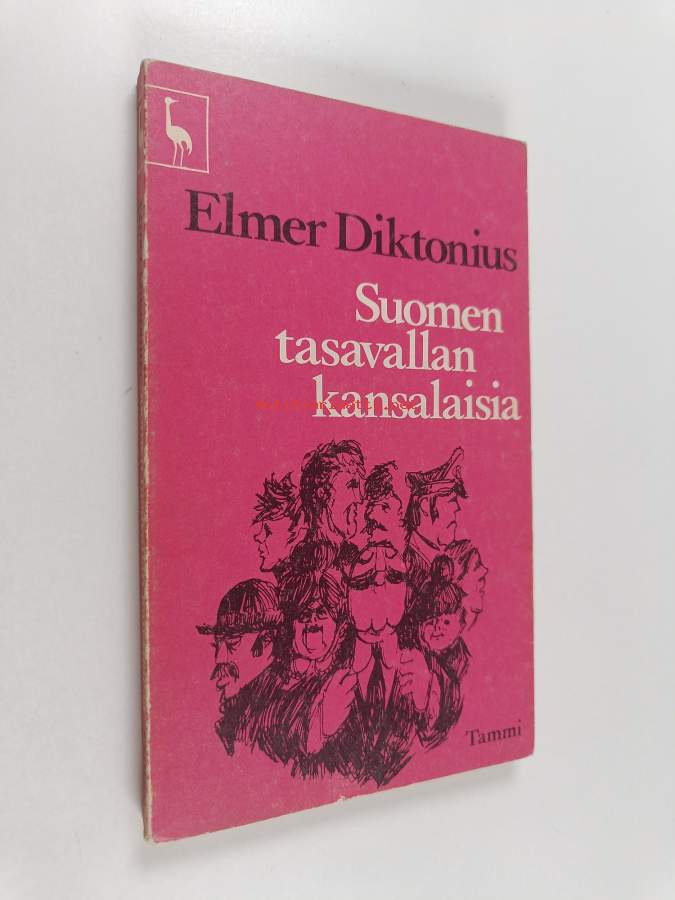 Elmer Diktonius
Suomen
tasavallan
kansalaisia
Tammi